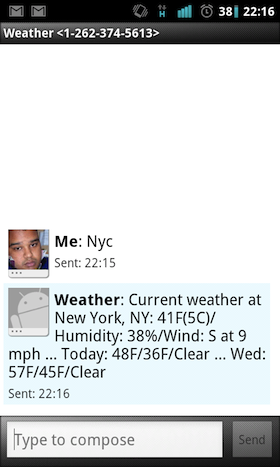 38 22:16
Weather <1-262-374-5613>
Me: Nyc
Sent: 22:15
Weather: Current weather at
New York, NY: 41F(5C)/
Humidity: 38%/Wind: S at 9
mph ... Today: 48F/36F/Clear ... Wed:
57F/45F/Clear
Sent: 22:16
Type to compose
Send